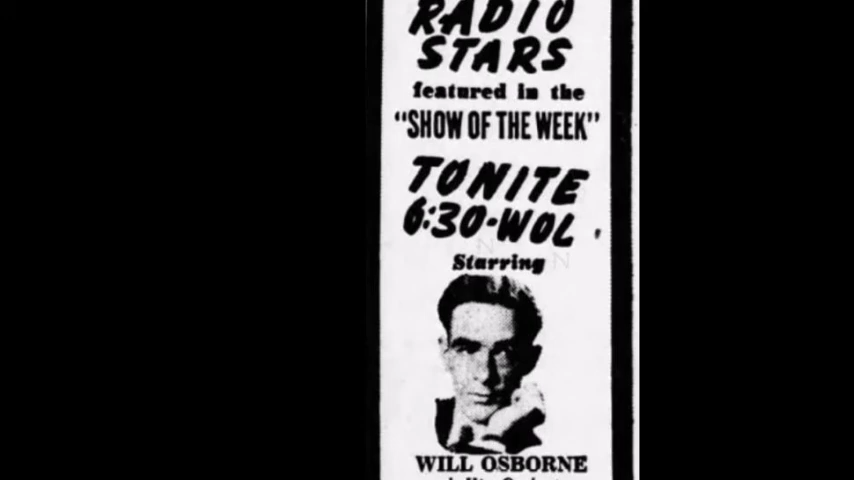 RADIO
STARS
featured in the
"SHOW OF THE WEEK"
TONITE
6:30-WOL
Starring
WILL OSBORNE